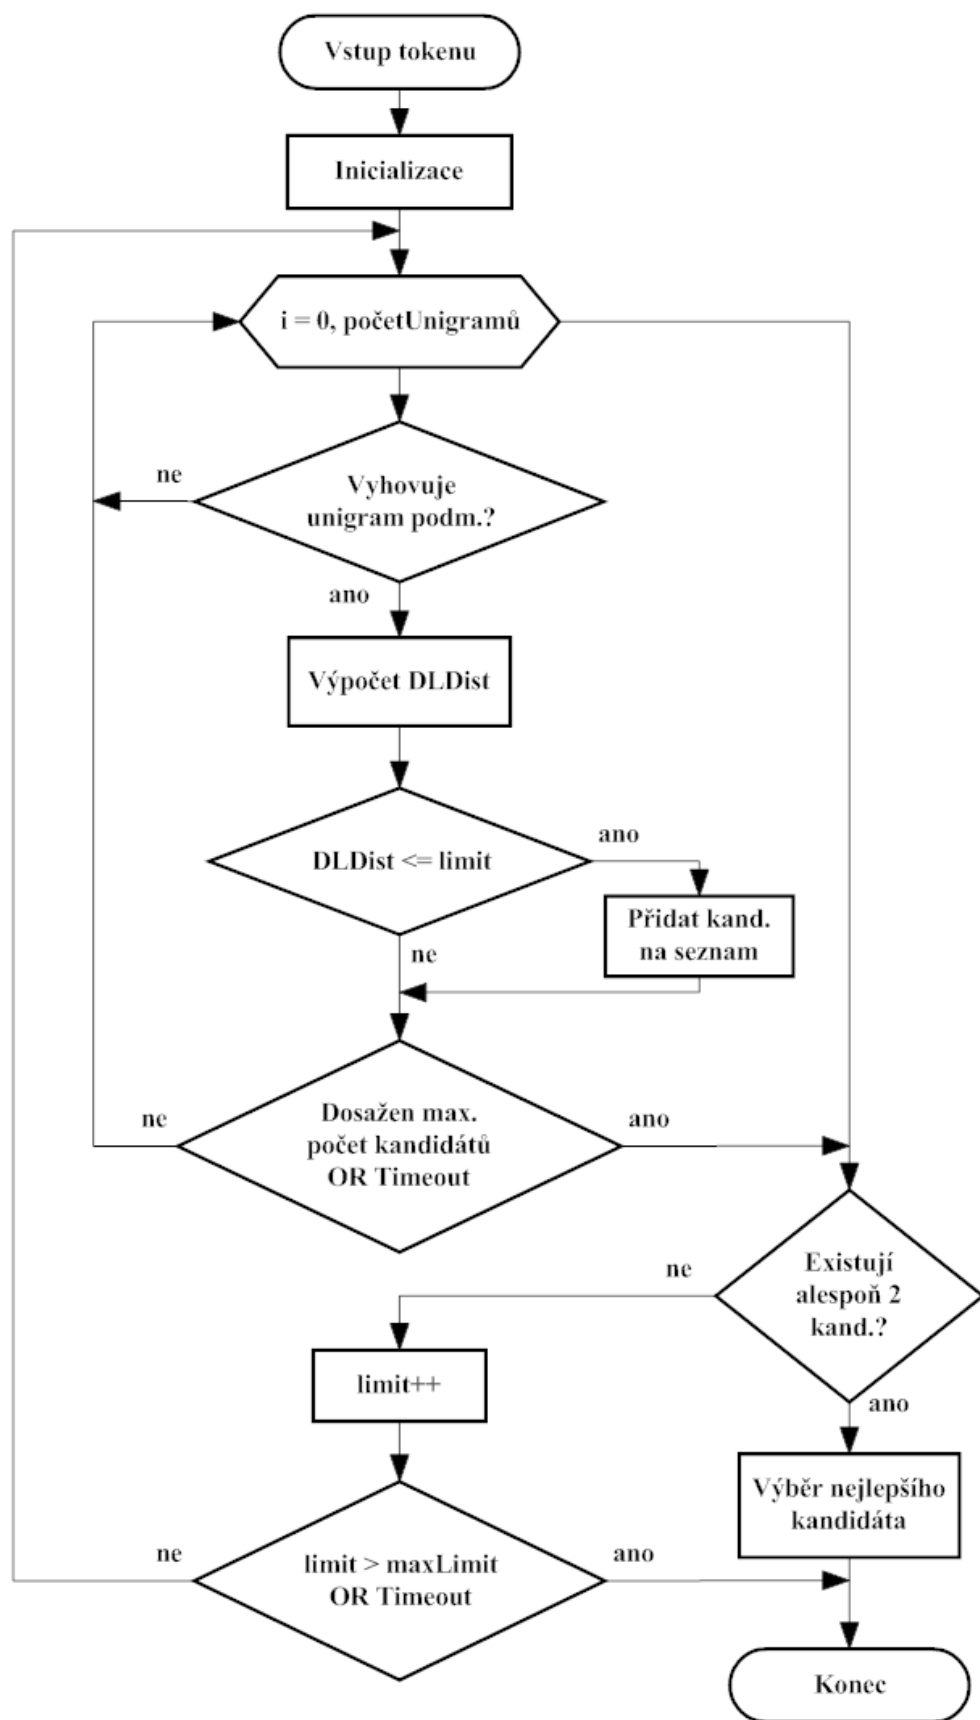 Vstup tokenu
Inicializace
i = 0, početUnigramů
ne
Vyhovuje
unigram podm.?
ano
Výpočet DLDist
ano
DLDist <= limit
Přidat kand.
na seznam
ne
ne
Dosažen max.
počet kandidátů
OR Timeout
ano
ne
Existují
alespoň 2
kand.?
limit++
ano
Výběr nejlepšího
kandidáta
ne
limit > maxLimit
OR Timeout
ano
Konec